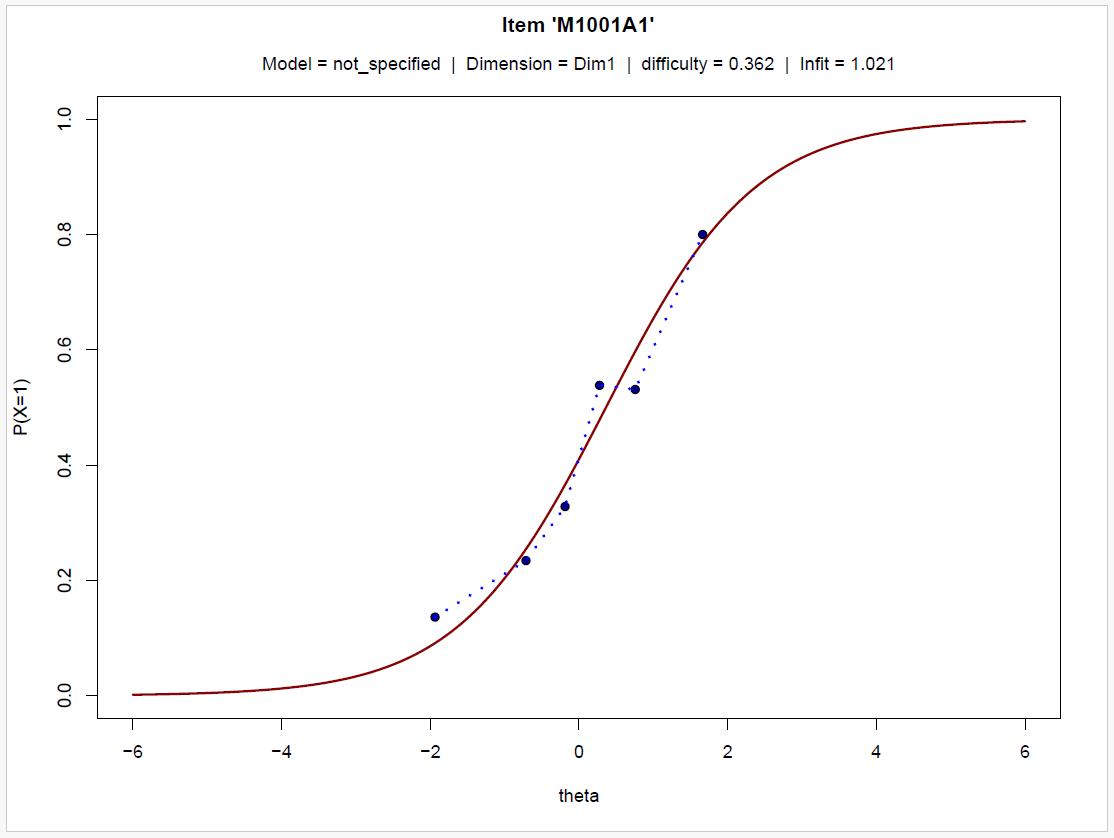 Item 'M1001A1'
Model = not_specified | Dimension = Dim1 | difficulty = 0.362 | Infit = 1.021
1.0
0.8
0.6
0.4
0.2
0.0
P(X=1)
−6 −4 −2 0 2 4 6
theta